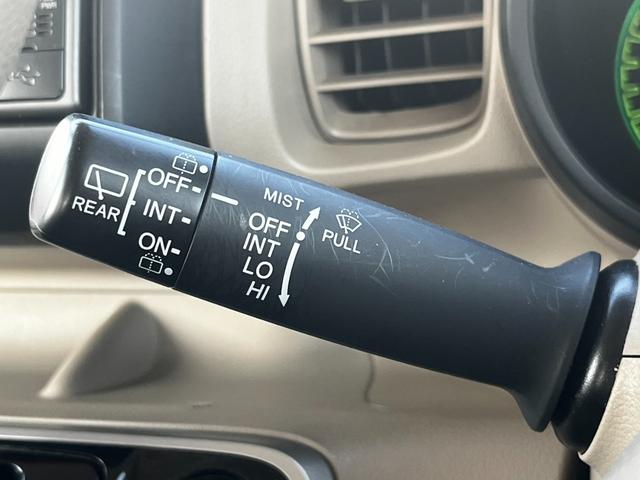 REAR
OFF
INT
ON
MIST
OFF
INT
LO
HI
PULL